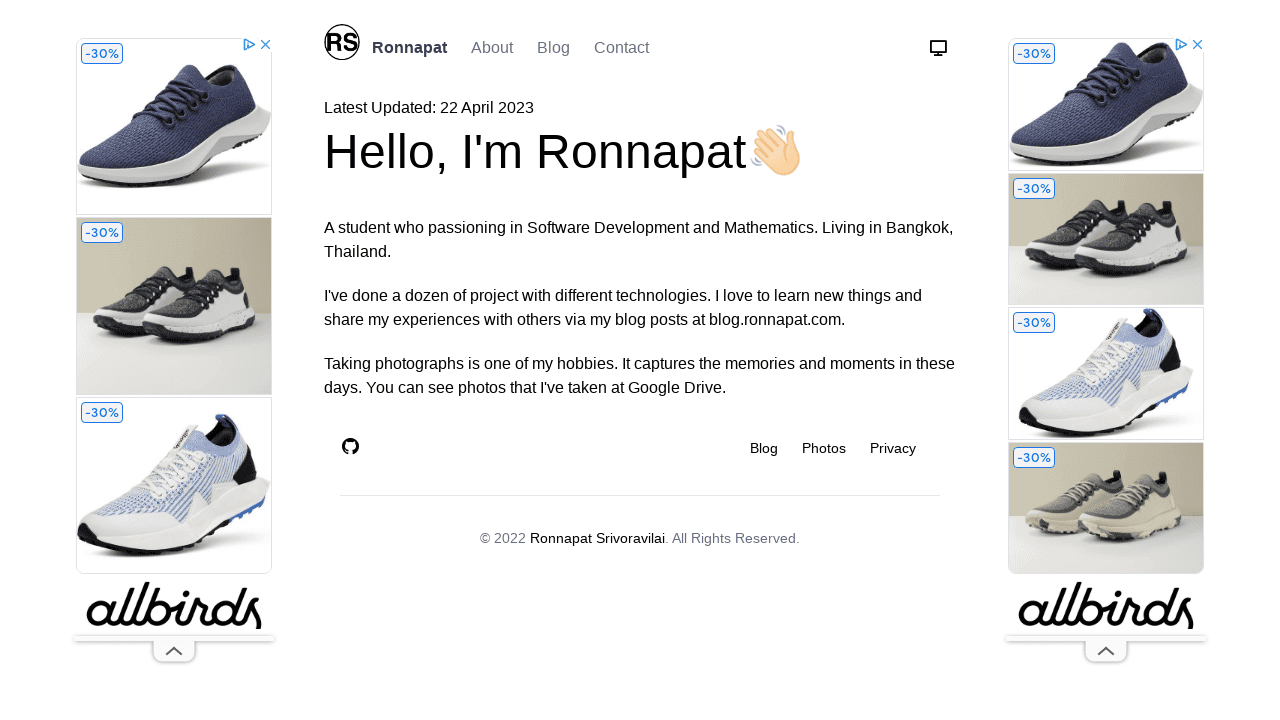 RS Ronnapat About Blog Contact
Latest Updated: 22 April 2023
Hello, I'm Ronnapat
A student who passioning in Software Development and Mathematics. Living in Bangkok,
Thailand.
I've done a dozen of project with different technologies. I love to learn new things and
share my experiences with others via my blog posts at blog.ronnapat.com.
Taking photographs is one of my hobbies. It captures the memories and moments in these
days. You can see photos that I've taken at Google Drive.
Blog Photos Privacy
© 2022 Ronnapat Srivoravilai. All Rights Reserved.
-30%
-30%
-30%
allbirds
-30%
-30%
-30%
-30%
allbirds